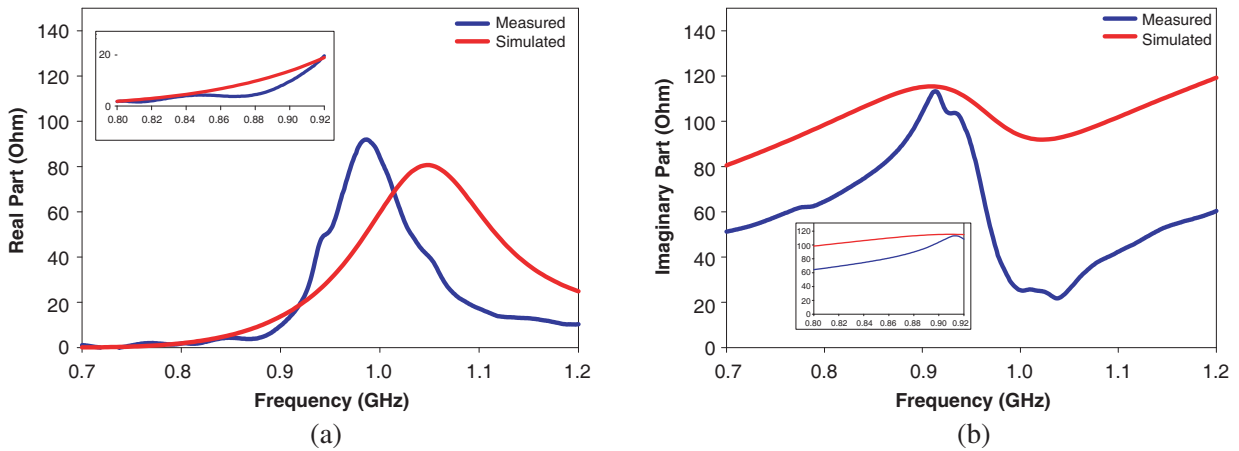 140
120
100
80
60
40
20
0
Real Part (Ohm)
Measured
Simulated
20
0
0.80 0.82 0.84 0.86 0.88 0.90 0.92
0.7 0.8 0.9 1.0 1.1 1.2
Frequency (GHz)
(a)
140
120
100
80
60
40
20
0
Imaginary Part (Ohm)
Measured
Simulated
120
100
80
60
40
20
0
0.80 0.82 0.84 0.86 0.88 0.90 0.92
0.7 0.8 0.9 1.0 1.1 1.2
Frequency (GHz)
(b)